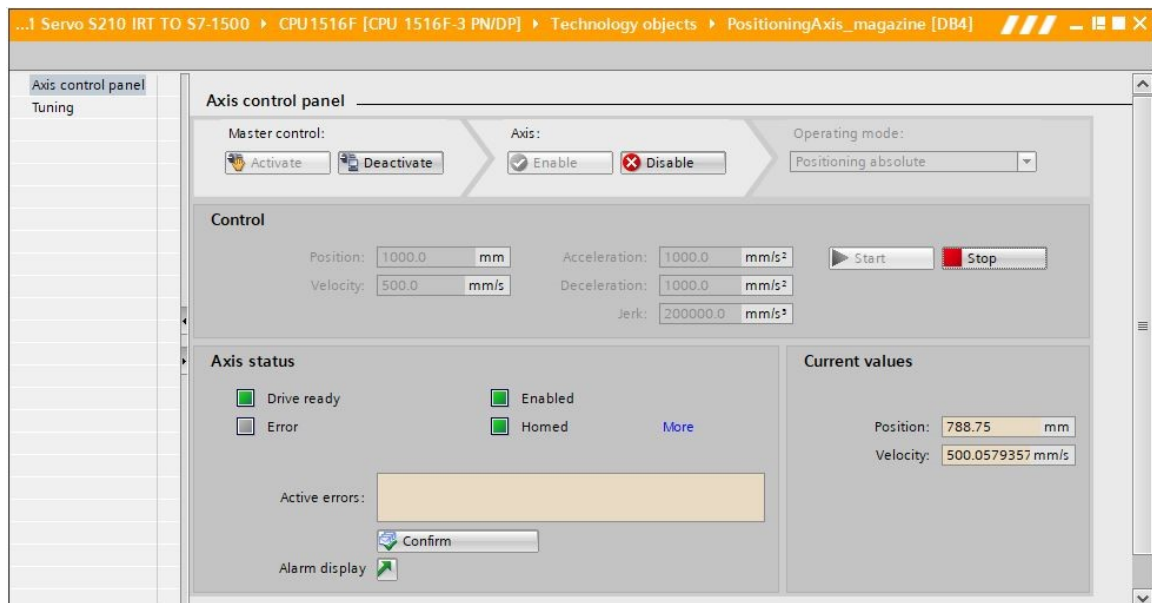 ...1 Servo S210 IRT TO S7-1500 ▸ CPU1516F [CPU 1516F-3 PN/DP] ▸ Technology objects ▸ PositioningAxis_magazine [DB4]
Axis control panel
Tuning
Axis control panel
Master control: Axis: Operating mode:
Activate Deactivate Enable Disable Positioning absolute
Control
Position: 1000.0 mm Acceleration: 1000.0 mm/s² Start Stop
Velocity: 500.0 mm/s Deceleration: 1000.0 mm/s²
Jerk: 200000.0 mm/s³
Axis status Current values
Drive ready Enabled
Error Homed More Position: 788.75 mm
Velocity: 500.0579357 mm/s
Active errors:
Confirm
Alarm display